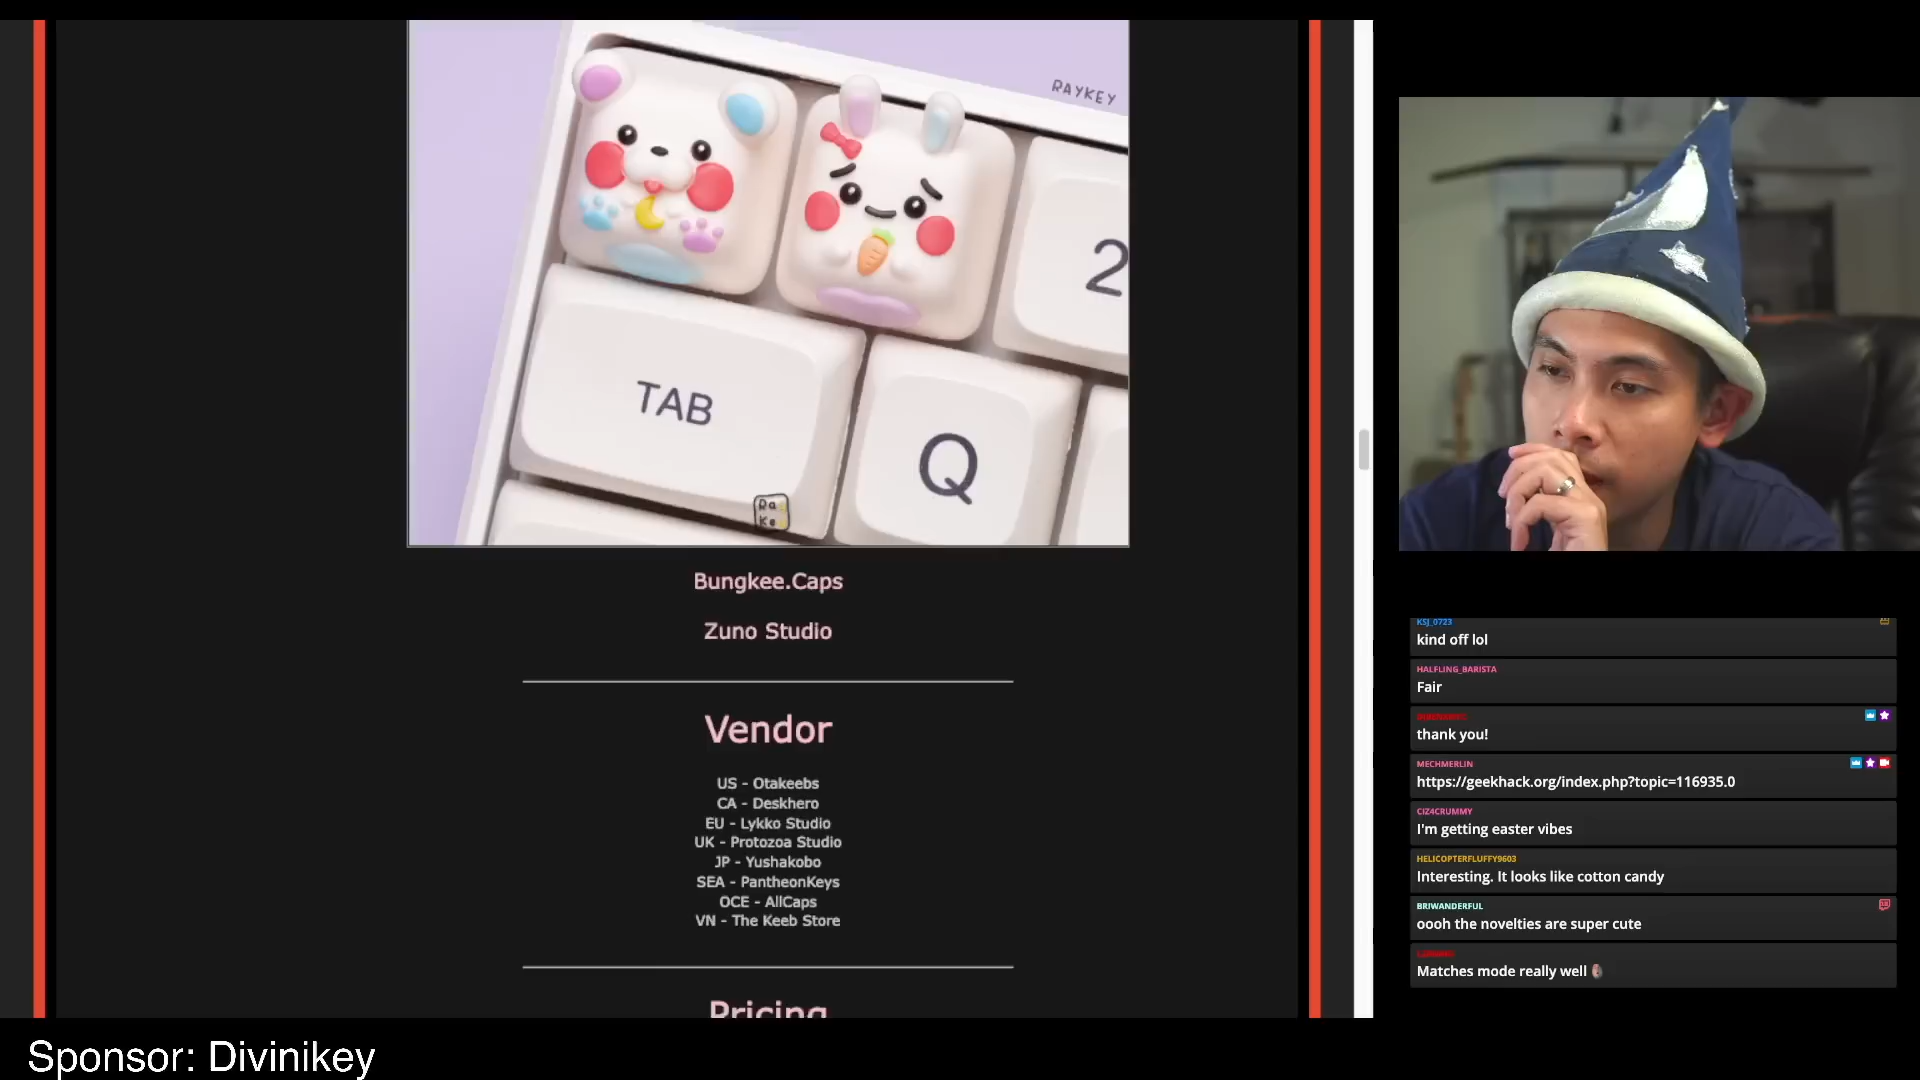 RAYKEY
2
TAB
Q
Ra
Ke
Bungkee.Caps
Zuno Studio
Vendor
US - Otakeebs
CA - Deskhero
EU - Lykko Studio
UK - Protozoa Studio
JP - Yushakobo
SEA - PantheonKeys
OCE - AllCaps
VN - The Keeb Store
Pricing
KSJ_0723
kind off lol
HALFLING_BARISTA
Fair
thank you!
MECHMERLIN
https://geekhack.org/index.php?topic=116935.0
CIZ4CRUMMY
I'm getting easter vibes
HELICOPTERFLUFFY9603
Interesting. It looks like cotton candy
BRIWANDERFUL
oooh the novelties are super cute
Matches mode really well
Sponsor: Divinikey